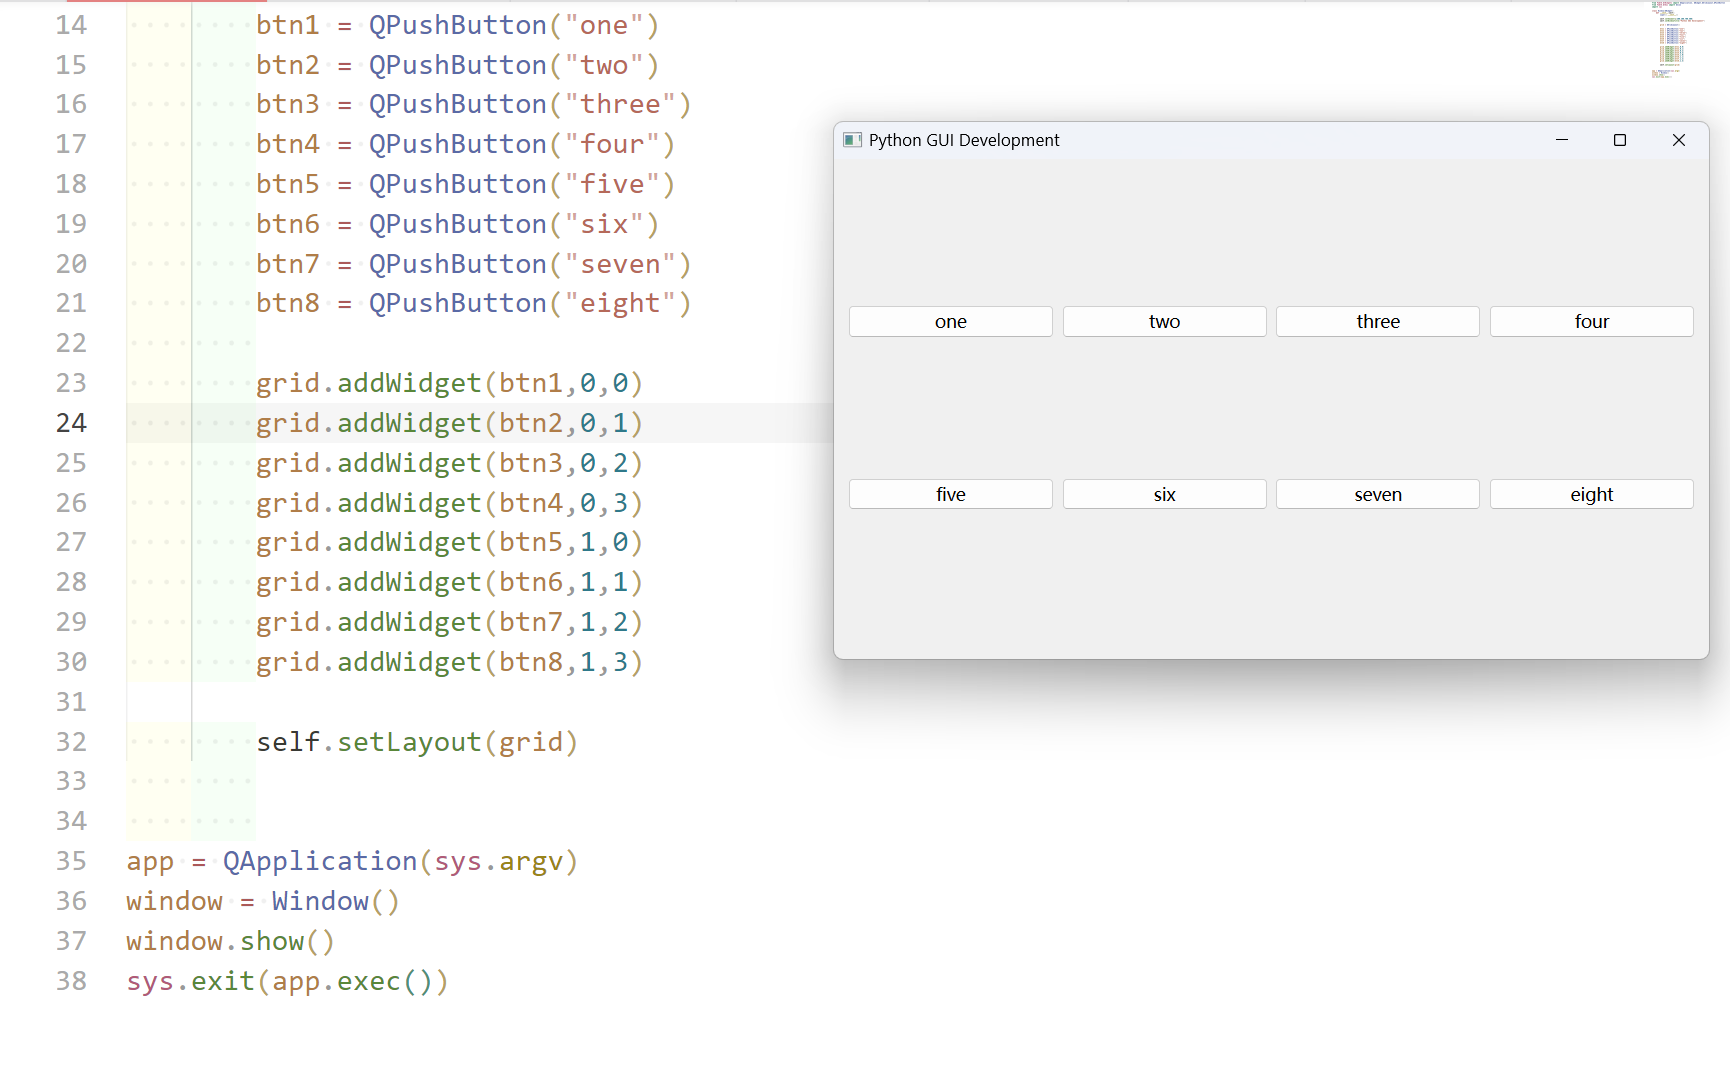 14 btn1 = QPushButton("one")
15 btn2 = QPushButton("two")
16 btn3 = QPushButton("three")
17 btn4 = QPushButton("four")
18 btn5 = QPushButton("five")
19 btn6 = QPushButton("six")
20 btn7 = QPushButton("seven")
21 btn8 = QPushButton("eight")
22
23 grid.addWidget(btn1,0,0)
24 grid.addWidget(btn2,0,1)
25 grid.addWidget(btn3,0,2)
26 grid.addWidget(btn4,0,3)
27 grid.addWidget(btn5,1,0)
28 grid.addWidget(btn6,1,1)
29 grid.addWidget(btn7,1,2)
30 grid.addWidget(btn8,1,3)
31
32 self.setLayout(grid)
33
34
35 app = QApplication(sys.argv)
36 window = Window()
37 window.show()
38 sys.exit(app.exec())
Python GUI Development
one two three four
five six seven eight